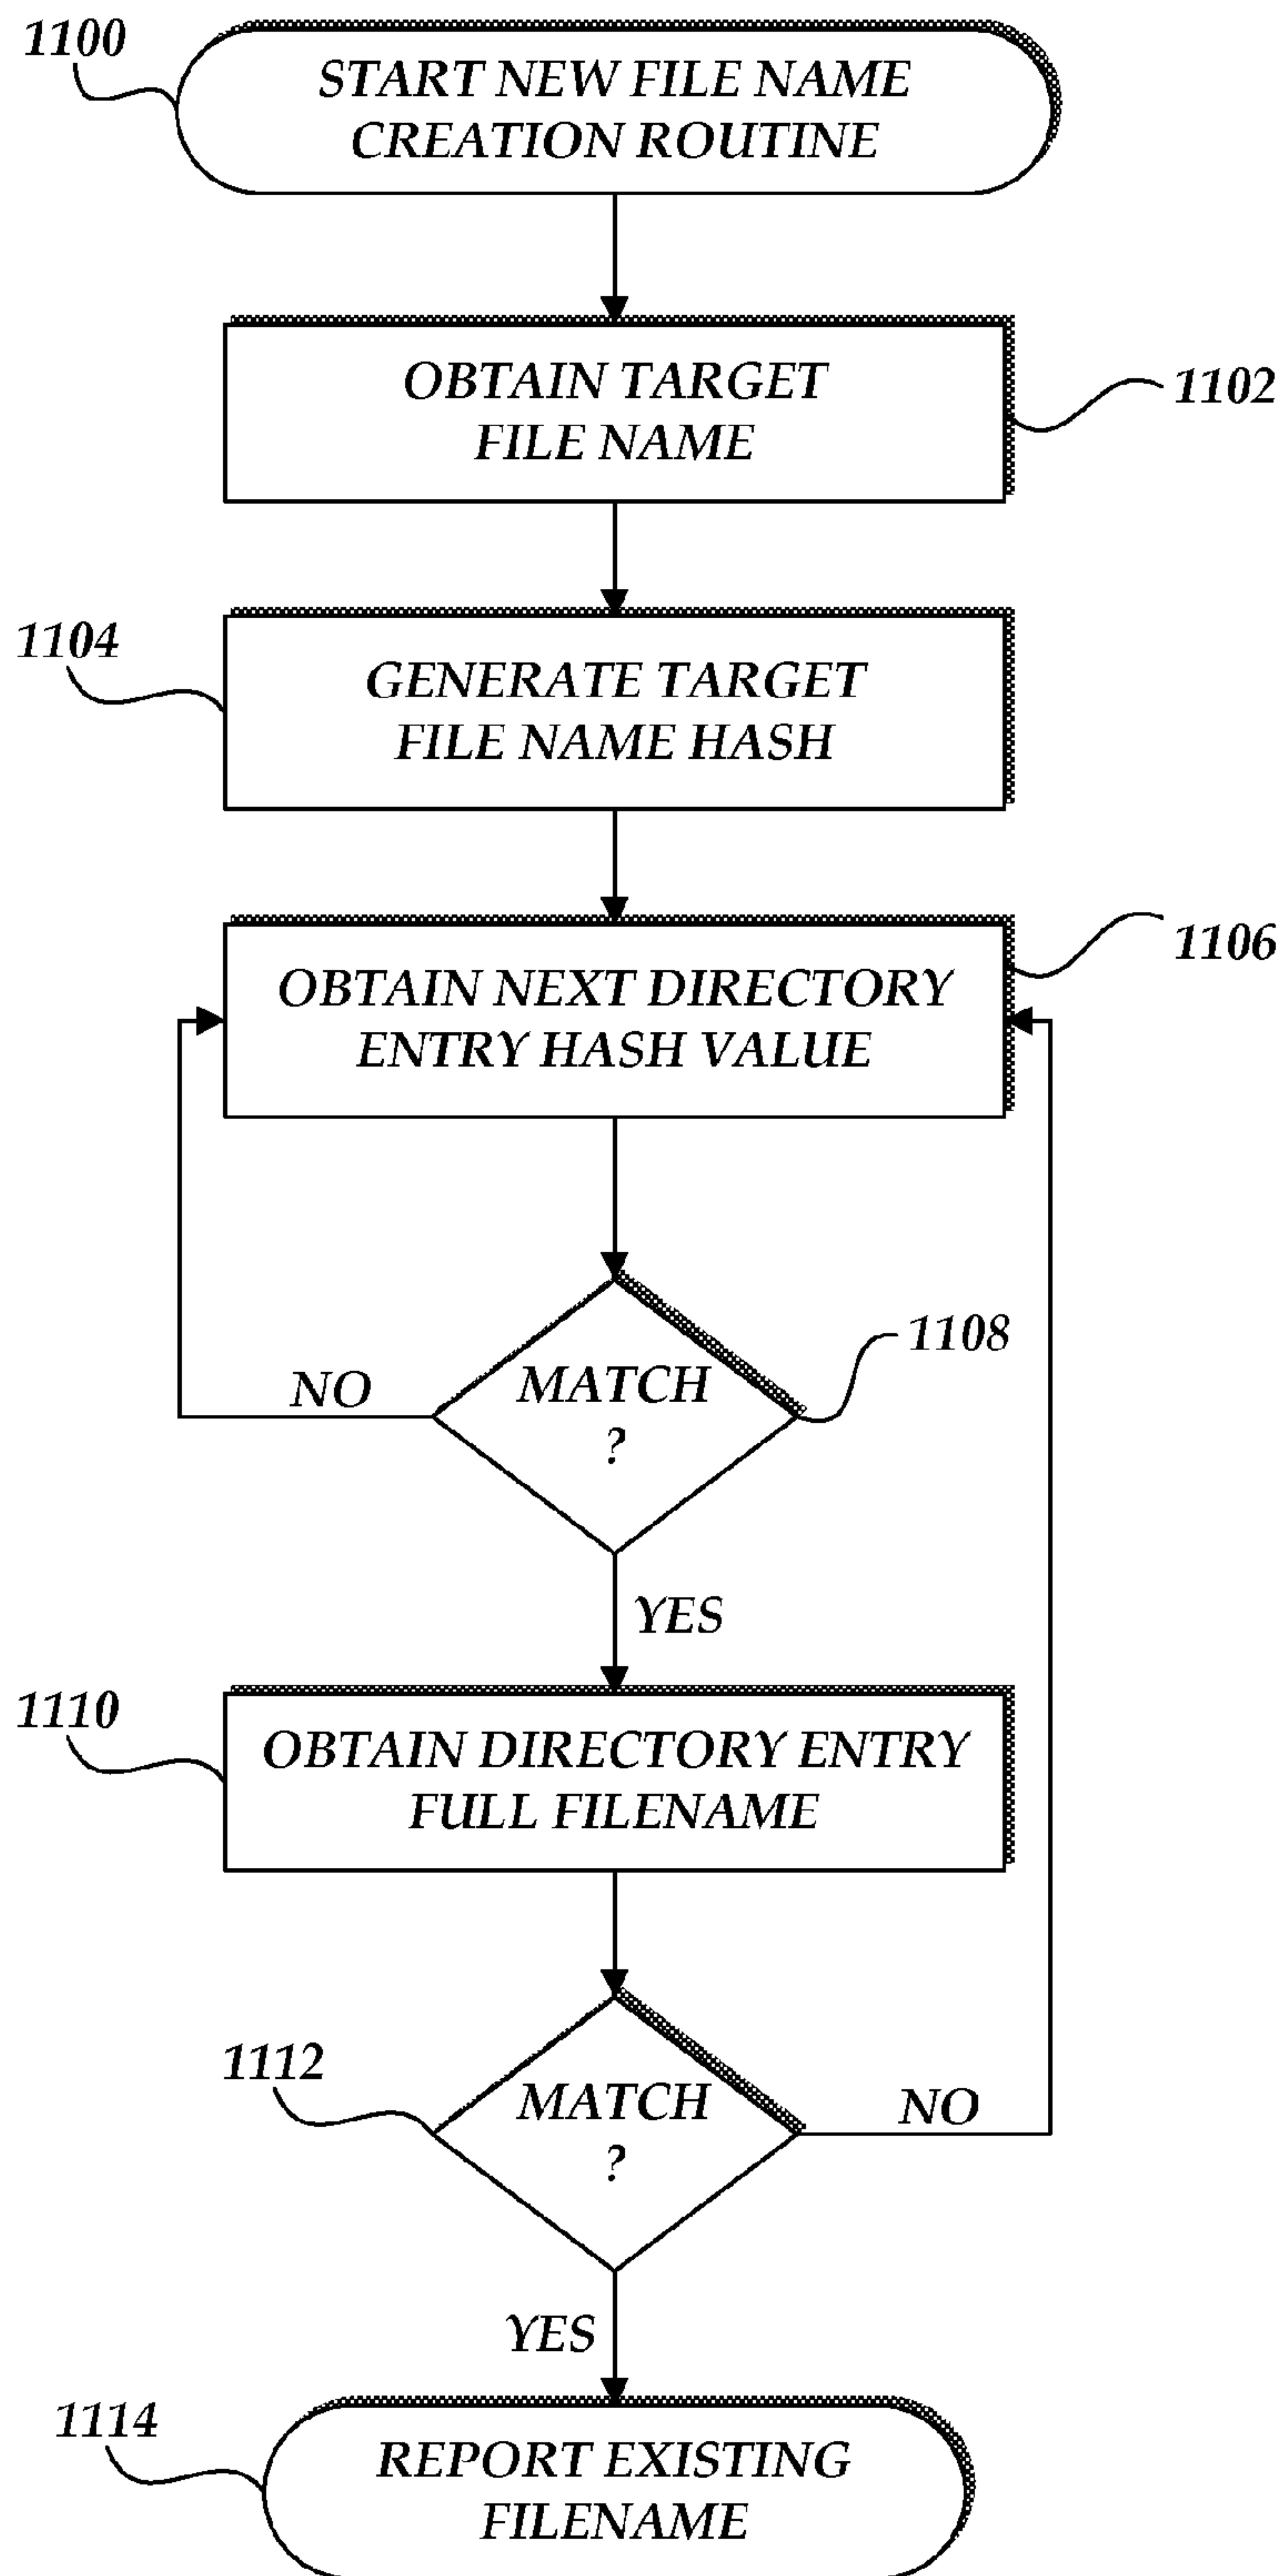 1100
START NEW FILE NAME
CREATION ROUTINE
OBTAIN TARGET
FILE NAME
1102
1104
GENERATE TARGET
FILE NAME HASH
1106
OBTAIN NEXT DIRECTORY
ENTRY HASH VALUE
1108
MATCH
?
NO
YES
1110
OBTAIN DIRECTORY ENTRY
FULL FILENAME
1112
MATCH
?
NO
YES
1114
REPORT EXISTING
FILENAME